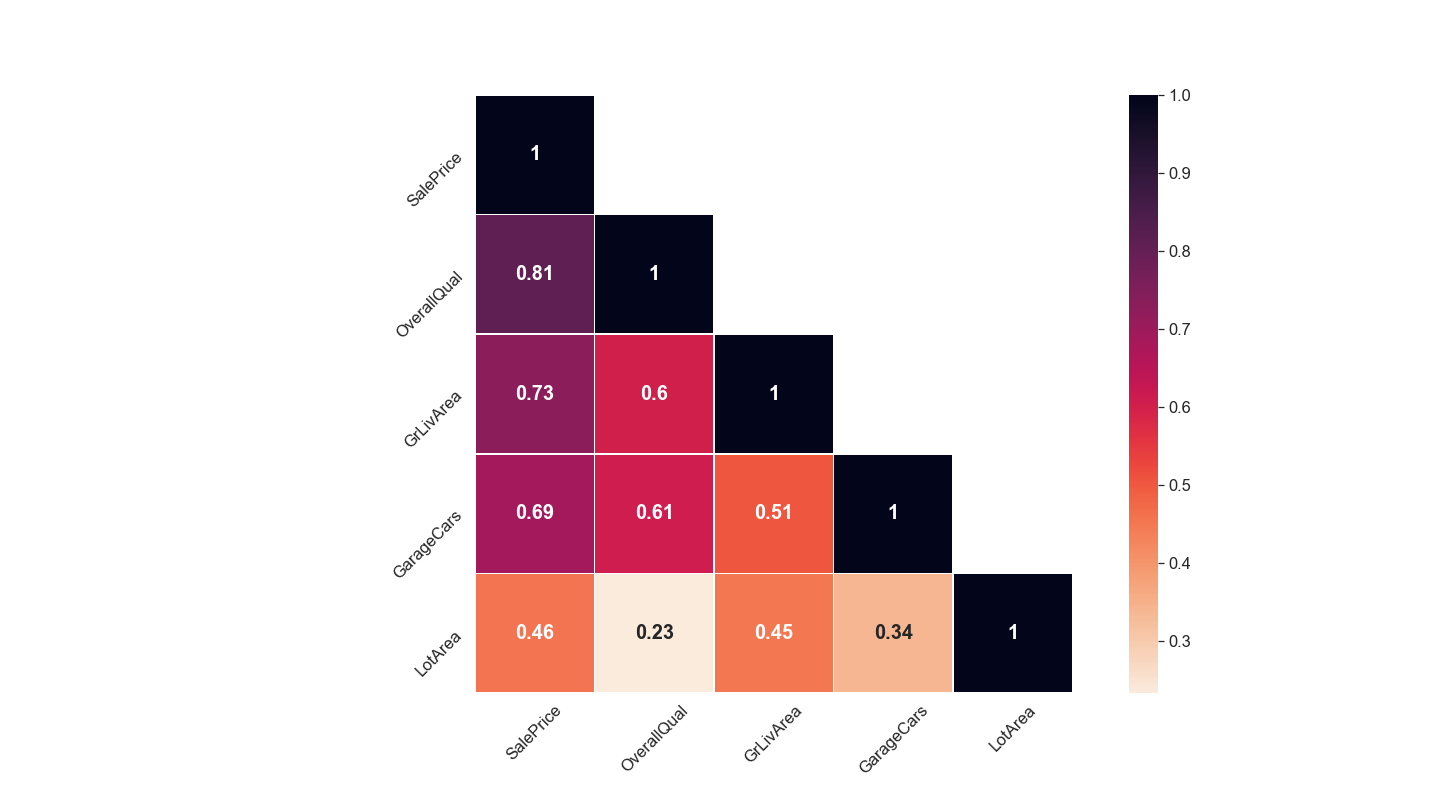 1 1.0
SalePrice 0.9
0.81 1 0.8
OverallQual
0.7
0.73 0.6 1
GrLivArea 0.6
0.69 0.61 0.51 1 0.5
GarageCars
0.4
0.46 0.23 0.45 0.34 1 0.3
LotArea
SalePrice OverallQual GrLivArea GarageCars LotArea